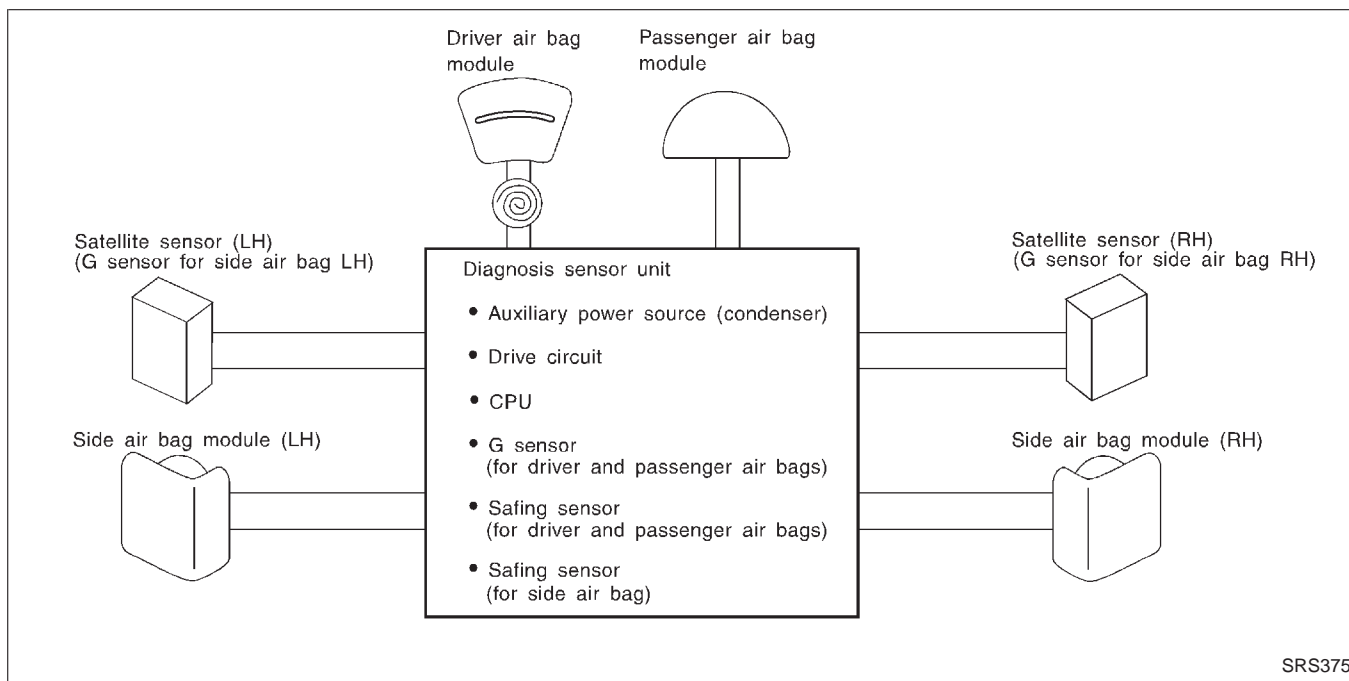 Driver air bag
module
Passenger air bag
module
Satellite sensor (LH)
(G sensor for side air bag LH)
Satellite sensor (RH)
(G sensor for side air bag RH)
Side air bag module (LH)
Side air bag module (RH)
Diagnosis sensor unit
• Auxiliary power source (condenser)
• Drive circuit
• CPU
• G sensor
(for driver and passenger air bags)
• Safing sensor
(for driver and passenger air bags)
• Safing sensor
(for side air bag)
SRS375